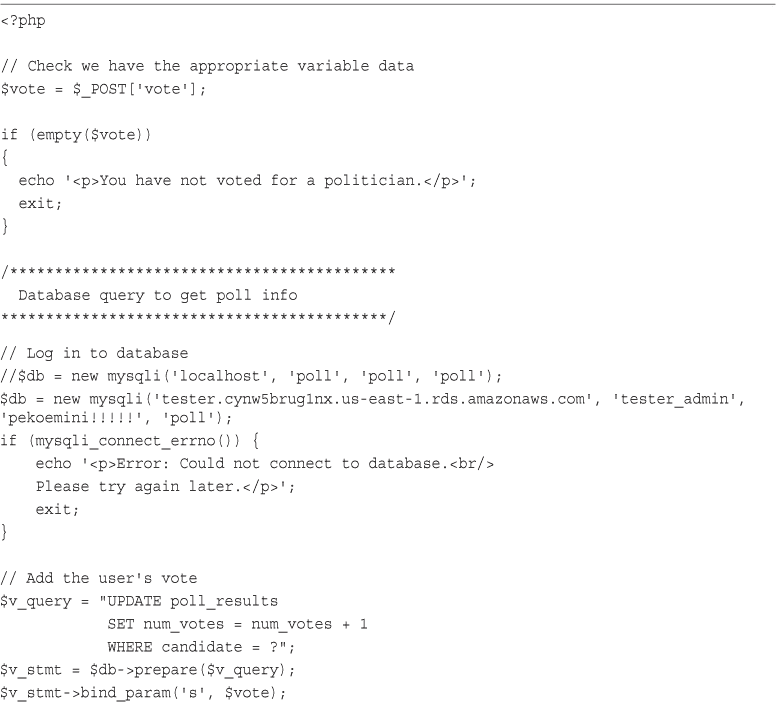 <?php
// Check we have the appropriate variable data
$vote = $_POST['vote'];
if (empty($vote))
{
  echo '<p>You have not voted for a politician.</p>';
  exit;
}
/*******************************************
  Database query to get poll info
*******************************************/
// Log in to database
//$db = new mysqli('localhost', 'poll', 'poll', 'poll');
$db = new mysqli('tester.cynw5brug1nx.us-east-1.rds.amazonaws.com', 'tester_admin',
'pekoemini!!!!!', 'poll');
if (mysqli_connect_errno()) {
    echo '<p>Error: Could not connect to database.<br/>
    Please try again later.</p>';
    exit;
}
// Add the user's vote
$v_query = "UPDATE poll_results
            SET num_votes = num_votes + 1
            WHERE candidate = ?";
$v_stmt = $db->prepare($v_query);
$v_stmt->bind_param('s', $vote);